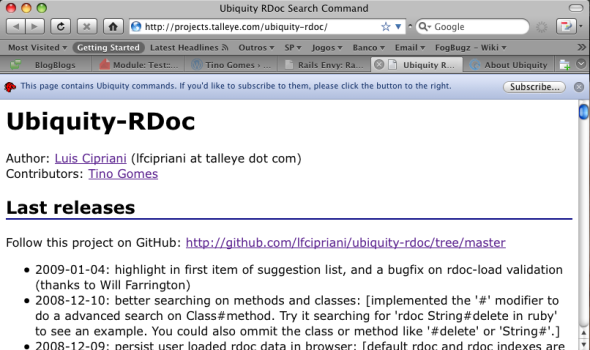 Ubiquity RDoc Search Command
http://projects.talleye.com/ubiquity-rdoc/
Google
Most Visited Getting Started Latest Headlines Outros SP Jogos Banco Email FogBugz - Wiki
BlogBlogs Module: Test::... Tino Gomes ‹ ... Rails Envy: Ra... Ubiquity R... About Ubiquity
This page contains Ubiquity commands. If you'd like to subscribe to them, please click the button to the right. Subscribe...
Ubiquity-RDoc
Author: Luis Cipriani (lfcipriani at talleye dot com)
Contributors: Tino Gomes
Last releases
Follow this project on GitHub: http://github.com/lfcipriani/ubiquity-rdoc/tree/master
• 2009-01-04: highlight in first item of suggestion list, and a bugfix on rdoc-load validation
(thanks to Will Farrington)
• 2008-12-10: better searching on methods and classes: [implemented the '#' modifier to
do a advanced search on Class#method. Try it searching for 'rdoc String#delete in ruby'
to see an example. You could also ommit the class or method like '#delete' or 'String#'.]
• 2008-12-09: persist user loaded rdoc data in browser: [default rdoc and rdoc indexes are